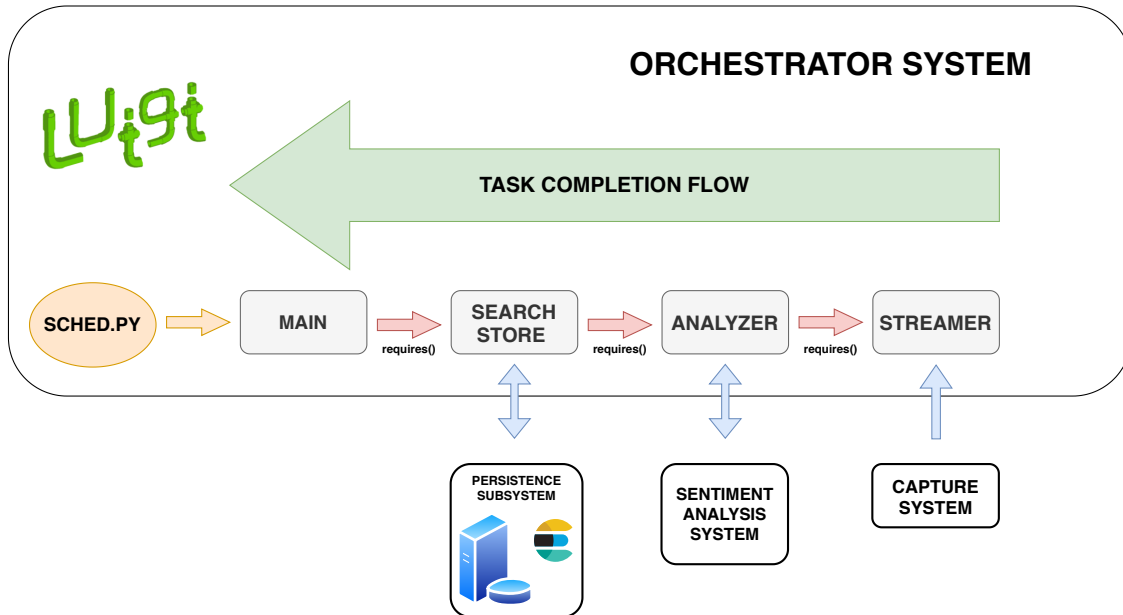 ORCHESTRATOR SYSTEM
Luigi
TASK COMPLETION FLOW
SCHED.PY
MAIN
requires()
SEARCH
STORE
requires()
ANALYZER
requires()
STREAMER
PERSISTENCE
SUBSYSTEM
SENTIMENT
ANALYSIS
SYSTEM
CAPTURE
SYSTEM